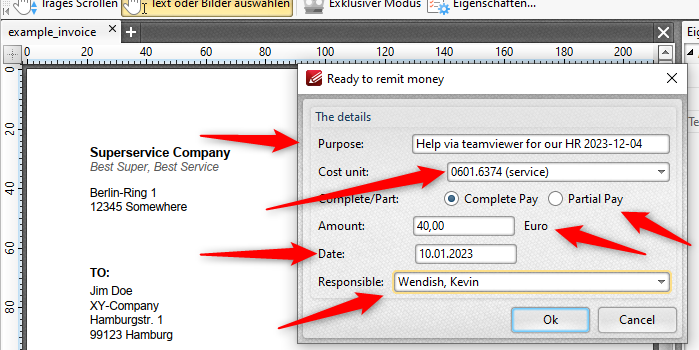 Trages Scrollen
Text oder Bilder auswählen
Exklusiver Modus
Eigenschaften...
example_invoice
Eig
0 20 40 60 80 100 120 140 160 180 200
0
20
40
60
80
Te
Superservice Company
Best Super, Best Service
Berlin-Ring 1
12345 Somewhere
TO:
Jim Doe
XY-Company
Hamburgstr. 1
99123 Hamburg
Ready to remit money
The details
Purpose: Help via teamviewer for our HR 2023-12-04
Cost unit: 0601.6374 (service)
Complete/Part: Complete Pay Partial Pay
Amount: 40,00 Euro
Date: 10.01.2023
Responsible: Wendish, Kevin
Ok Cancel